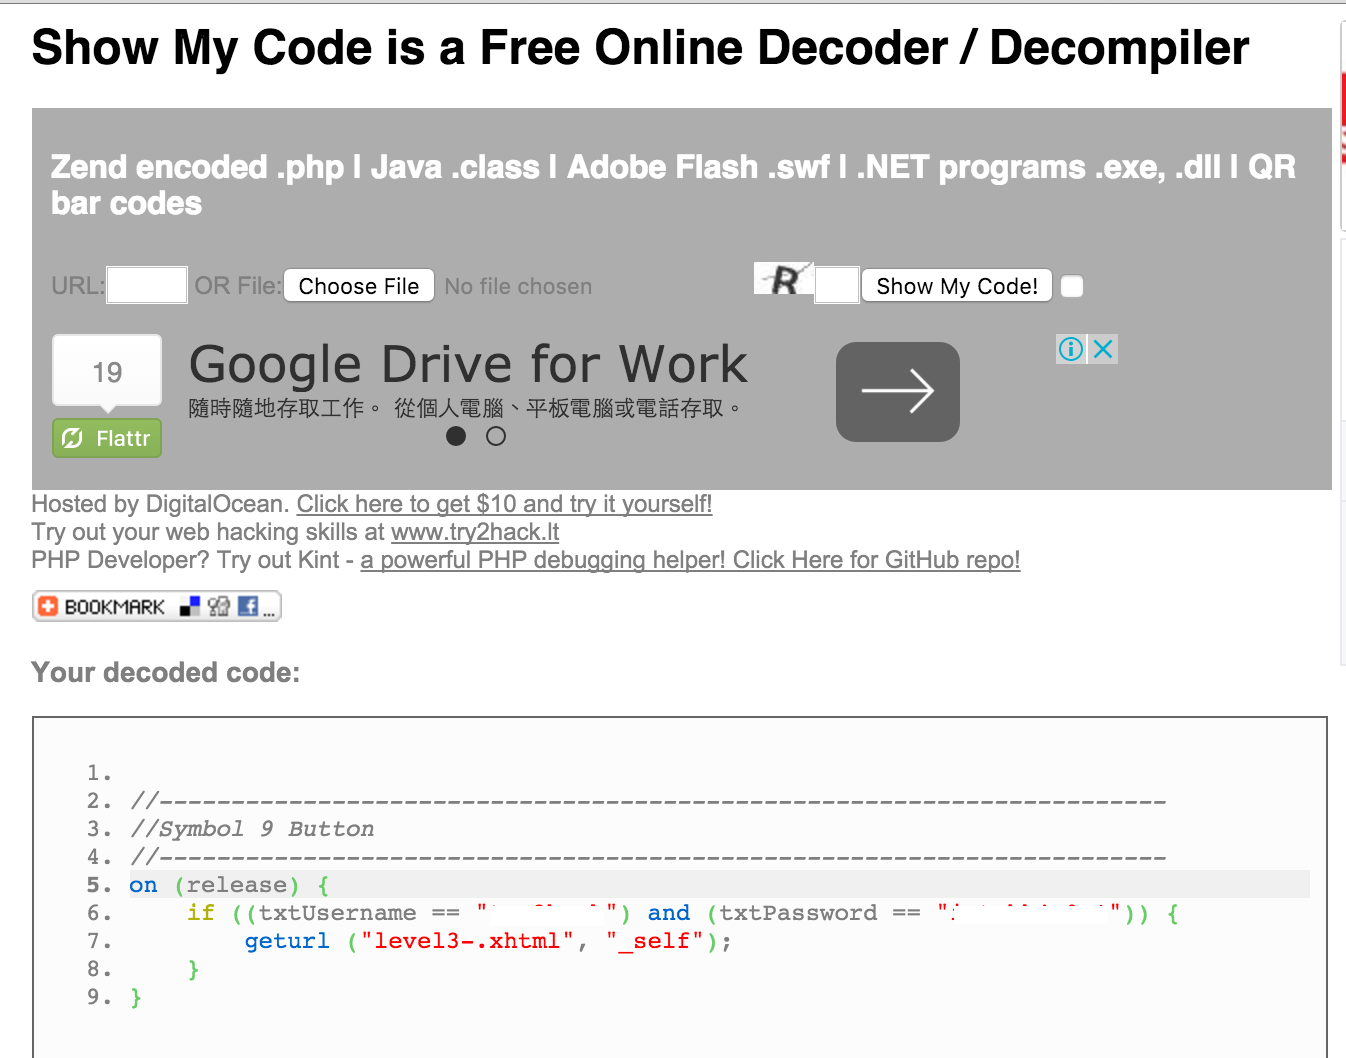 Show My Code is a Free Online Decoder / Decompiler
Zend encoded .php | Java .class | Adobe Flash .swf | .NET programs .exe, .dll | QR
bar codes
URL: OR File: Choose File No file chosen R Show My Code!
19
Flattr
Google Drive for Work
隨時隨地存取工作。 從個人電腦、平板電腦或電話存取。
Hosted by DigitalOcean. Click here to get $10 and try it yourself!
Try out your web hacking skills at www.try2hack.lt
PHP Developer? Try out Kint - a powerful PHP debugging helper! Click Here for GitHub repo!
BOOKMARK ...
Your decoded code:
1.
2. //----------------------------------------------------------------------
3. //Symbol 9 Button
4. //----------------------------------------------------------------------
5. on (release) {
6. if ((txtUsername == " ") and (txtPassword == " ")) {
7. geturl ("level3-.xhtml", "_self");
8. }
9. }